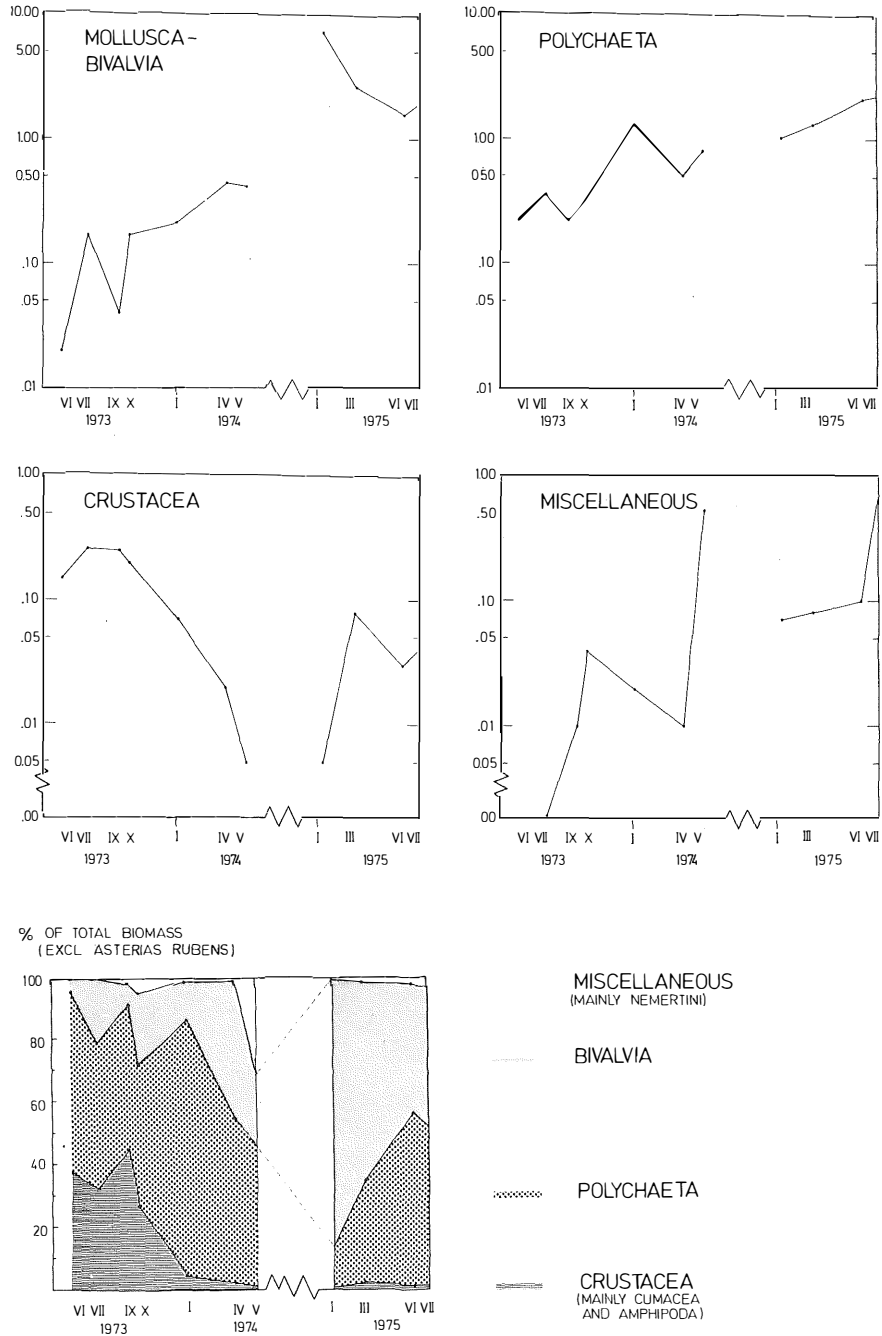 MOLLUSCA-
BIVALVIA
10.00
5.00
1.00
0.50
.10
.05
.01
VI VII IX X I IV V I III VI VII
1973 1974 1975
POLYCHAETA
10.00
500
1.00
0.50
.10
.05
.01
VI VII IX X I IV V I III VI VII
1973 1974 1975
CRUSTACEA
1.00
.50
.10
.05
.01
0.05
.00
VI VII IX X I IV V I III VI VII
1973 1974 1975
MISCELLANEOUS
1.00
.50
.10
.05
.01
.005
00
VI VII IX X I IV V I III VI VII
1973 1974 1975
% OF TOTAL BIOMASS
(EXCL ASTERIAS RUBENS)
100
80
60
40
20
VI VII IX X I IV V I III VI VII
1973 1974 1975
MISCELLANEOUS
(MAINLY NEMERTINI)
BIVALVIA
POLYCHAETA
CRUSTACEA
(MAINLY CUMACEA
AND AMPHIPODA)